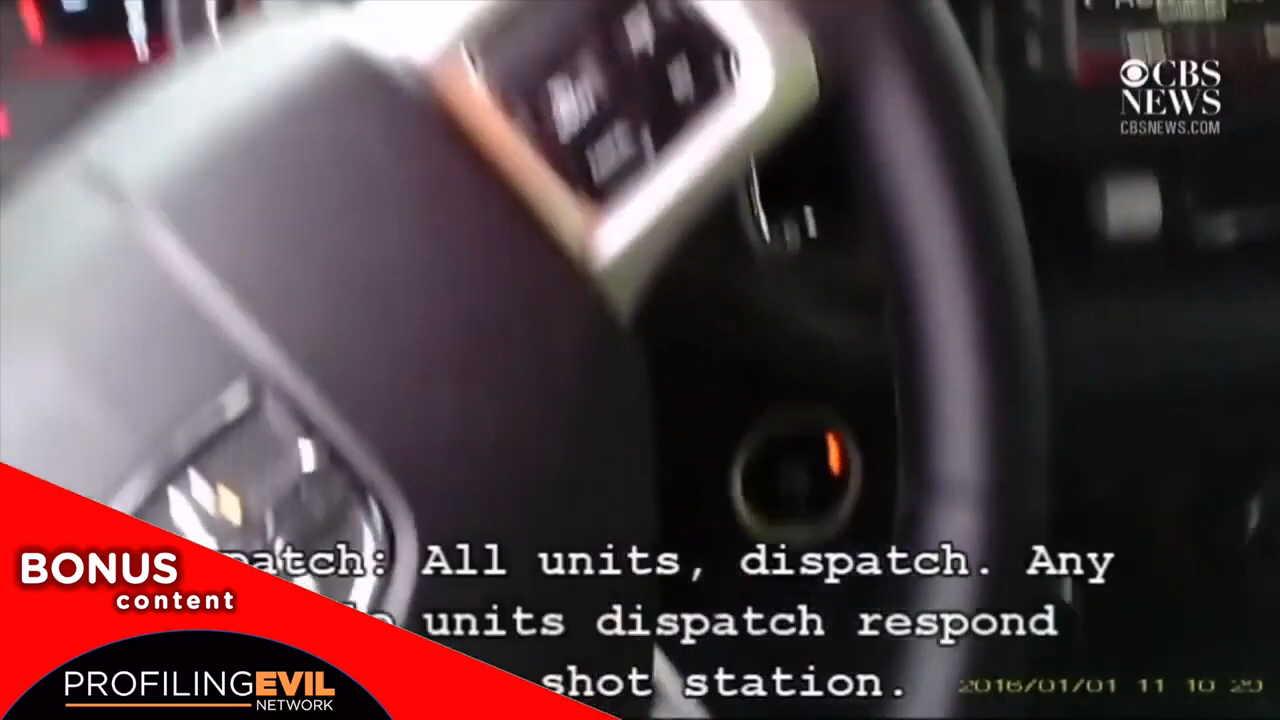 CBS
NEWS
CBSNEWS.COM
patch: All units, dispatch. Any
units dispatch respond
shot station.
2016/01/01 11 10
BONUS
content
PROFILINGEVIL
NETWORK